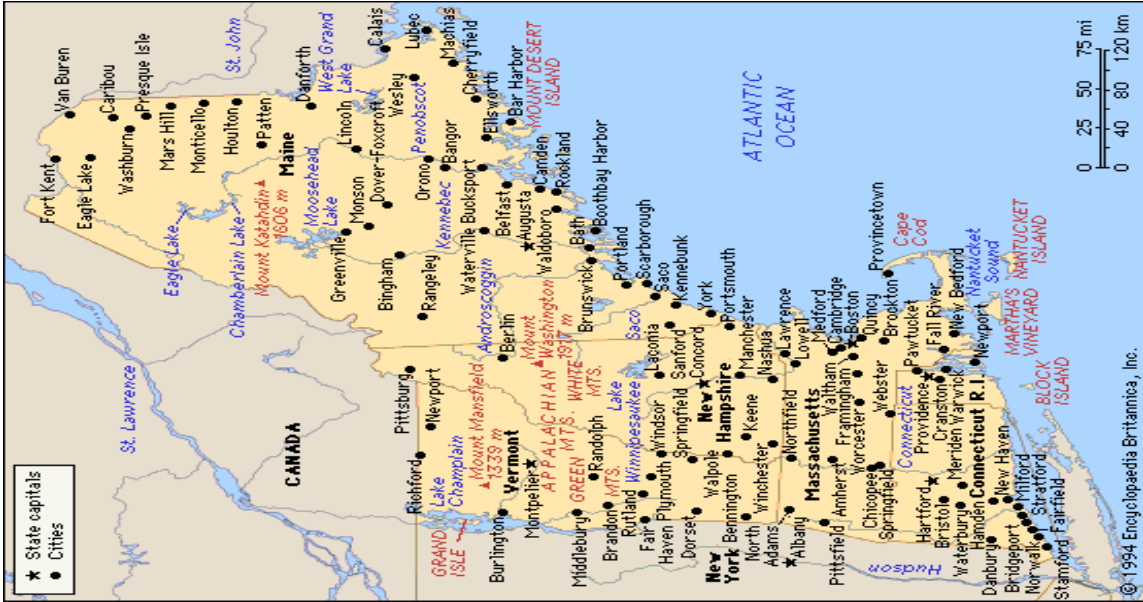 ★ State capitals
● Cities
Fort Kent
Van Buren
Eagle Lake
Caribou
Washburn
Presque Isle
St. Lawrence
Mars Hill
Eagle Lake
Monticello
Chamberlain Lake
Houlton
St. John
Mount Katahdin
1606 m
Patten
Maine
CANADA
Moosehead
Lake
Danforth
West Grand
Lake
Greenville
Monson
Lincoln
Dover-Foxcroft
Calais
Bingham
Wesley
Pittsburg
Richford
Newport
Rangeley
Orono
Penobscot
Lubec
GRAND
ISLE
Lake
Champlain
Kennebec
Bangor
Machias
Mount Mansfield
1339 m
Androscoggin
Waterville
Bucksport
Cherryfield
Burlington
Vermont
Berlin
Belfast
Ellsworth
Bar Harbor
MOUNT DESERT
ISLAND
Montpelier
Mount
Washington
1917 m
Augusta
Camden
APPALACHIAN
MTS.
Waldoboro
Rockland
Middlebury
GREEN
MTS.
WHITE
MTS.
Brunswick
Bath
Boothbay Harbor
Brandon
Randolph
Rutland
Lake
Winnipesaukee
Saco
Portland
Fair
Haven
Plymouth
Windsor
Laconia
Scarborough
Saco
Dorset
Springfield
Sanford
Kennebunk
Walpole
New
Hampshire
Concord
York
New
York
Bennington
Keene
Manchester
Portsmouth
ATLANTIC
OCEAN
North
Adams
Winchester
Nashua
Albany
Northfield
Lawrence
Lowell
Massachusetts
Medford
Pittsfield
Amherst
Waltham
Cambridge
Framingham
Boston
Worcester
Quincy
Chicopee
Springfield
Webster
Brockton
Provincetown
Hudson
Connecticut
Cape
Cod
Hartford
Providence
Pawtucket
Bristol
Cranston
Fall River
Waterbury
Meriden
Warwick
New Bedford
Hamden
Connecticut
R.I.
Newport
Nantucket
Sound
Danbury
New Haven
Bridgeport
Milford
MARTHA'S
VINEYARD
NANTUCKET
ISLAND
Norwalk
Stratford
Stamford
Fairfield
BLOCK
ISLAND
0 25 50 75 mi
0 40 80 120 km
© 1994 Encyclopaedia Britannica, Inc.